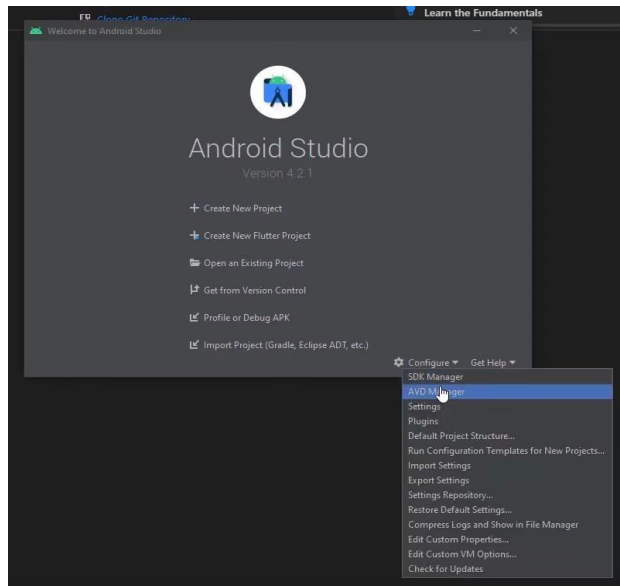 Clone Git Repository
Learn the Fundamentals
Welcome to Android Studio
Android Studio
Version 4.2.1
Create New Project
Create New Flutter Project
Open an Existing Project
Get from Version Control
Profile or Debug APK
Import Project (Gradle, Eclipse ADT, etc.)
Configure Get Help
SDK Manager
AVD Manager
Settings
Plugins
Default Project Structure...
Run Configuration Templates for New Projects...
Import Settings
Export Settings
Settings Repository...
Restore Default Settings...
Compress Logs and Show in File Manager
Edit Custom Properties...
Edit Custom VM Options...
Check for Updates